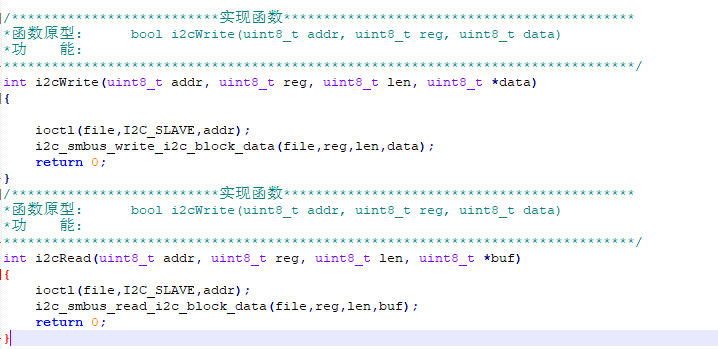 /**************************实现函数********************************************
*函数原型:      bool i2cWrite(uint8_t addr, uint8_t reg, uint8_t data)
*功    能:
*******************************************************************************/
int i2cWrite(uint8_t addr, uint8_t reg, uint8_t len, uint8_t *data)
{
    ioctl(file,I2C_SLAVE,addr);
    i2c_smbus_write_i2c_block_data(file,reg,len,data);
    return 0;
}
/**************************实现函数********************************************
*函数原型:      bool i2cWrite(uint8_t addr, uint8_t reg, uint8_t data)
*功    能:
*******************************************************************************/
int i2cRead(uint8_t addr, uint8_t reg, uint8_t len, uint8_t *buf)
{
    ioctl(file,I2C_SLAVE,addr);
    i2c_smbus_read_i2c_block_data(file,reg,len,buf);
    return 0;
}